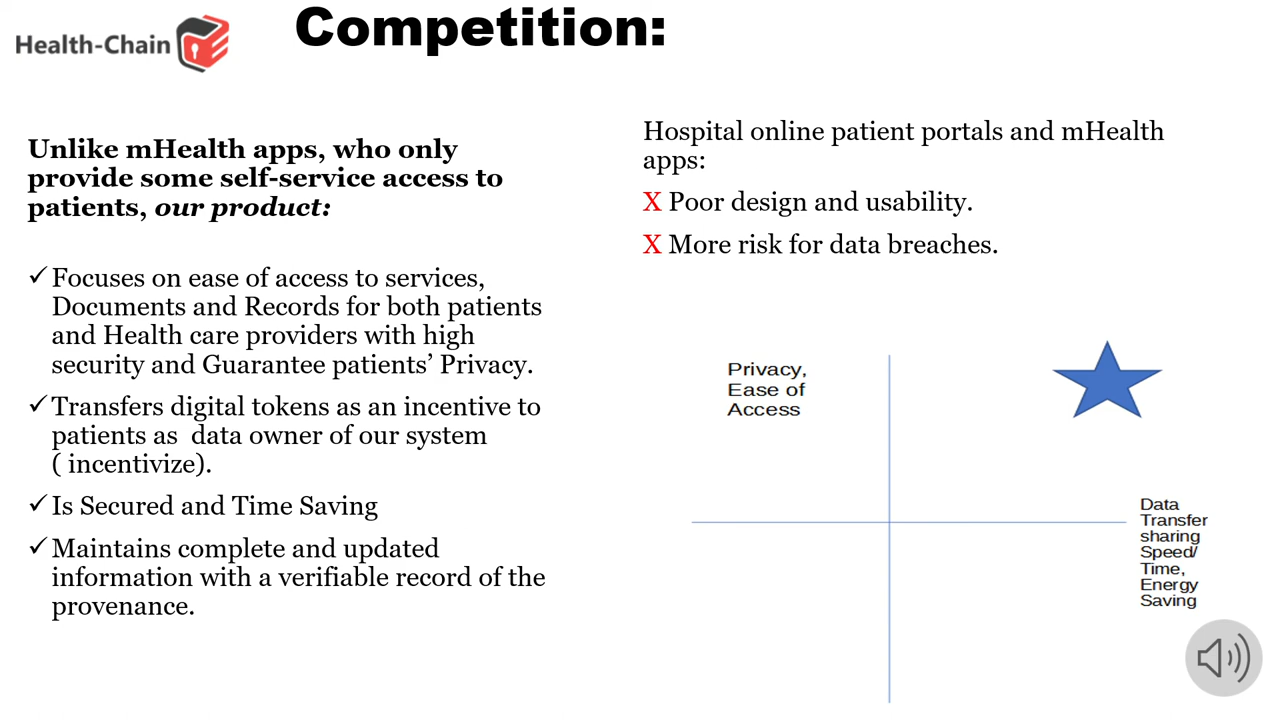 Health-Chain
Competition:
Unlike mHealth apps, who only
provide some self-service access to
patients, our product:
✓ Focuses on ease of access to services,
Documents and Records for both patients
and Health care providers with high
security and Guarantee patients’ Privacy.
✓ Transfers digital tokens as an incentive to
patients as  data owner of our system
( incentivize).
✓ Is Secured and Time Saving
✓ Maintains complete and updated
information with a verifiable record of the
provenance.
Hospital online patient portals and mHealth
apps:
X Poor design and usability.
X More risk for data breaches.
Privacy,
Ease of
Access
Data
Transfer
sharing
Speed/
Time,
Energy
Saving